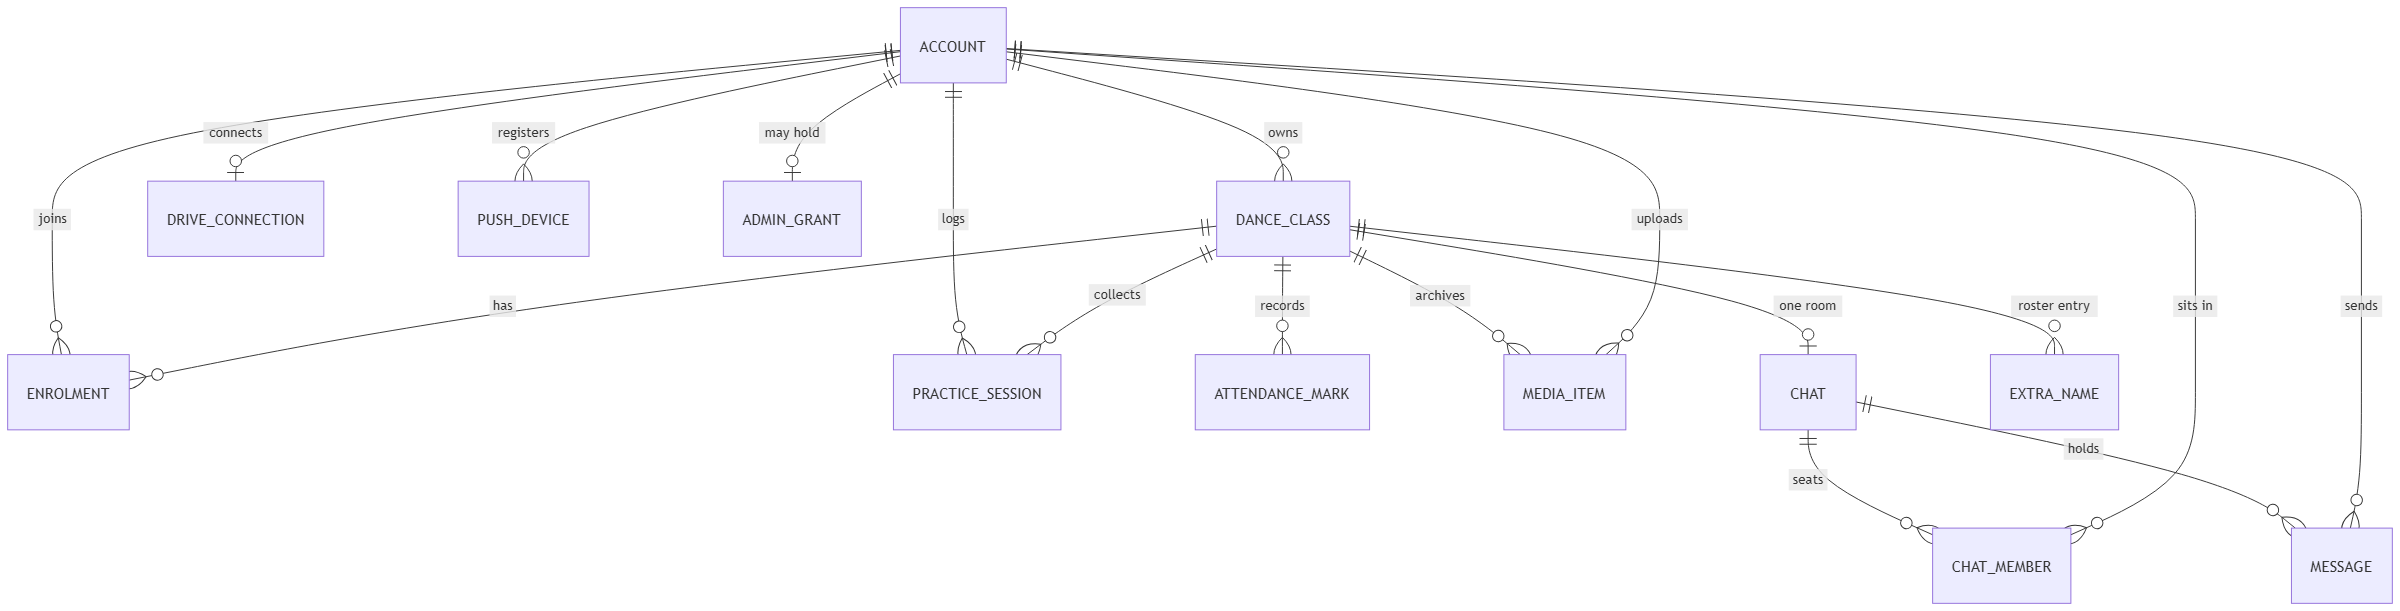 ACCOUNT
connects
registers
may hold
owns
joins
DRIVE_CONNECTION
PUSH_DEVICE
ADMIN_GRANT
logs
DANCE_CLASS
uploads
has
collects
records
archives
one room
roster entry
sits in
sends
ENROLMENT
PRACTICE_SESSION
ATTENDANCE_MARK
MEDIA_ITEM
CHAT
EXTRA_NAME
holds
seats
CHAT_MEMBER
MESSAGE